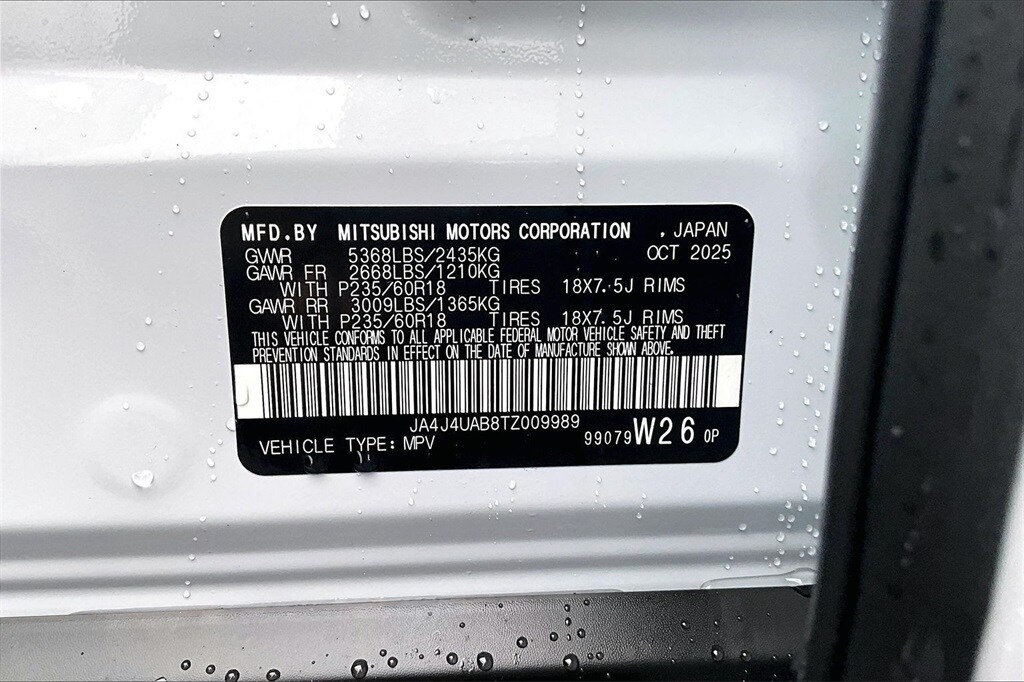 MFD.BY MITSUBISHI MOTORS CORPORATION , JAPAN
GVWR 5368LBS/2435KG OCT 2025
GAWR FR 2668LBS/1210KG
WITH P235/60R18 TIRES 18X7.5J RIMS
GAWR RR 3009LBS/1365KG
WITH P235/60R18 TIRES 18X7.5J RIMS
THIS VEHICLE CONFORMS TO ALL APPLICABLE FEDERAL MOTOR VEHICLE SAFETY AND THEFT
PREVENTION STANDARDS IN EFFECT ON THE DATE OF MANUFACTURE SHOWN ABOVE.
JA4J4UAB8TZ009989
VEHICLE TYPE: MPV 99079 W26 0P